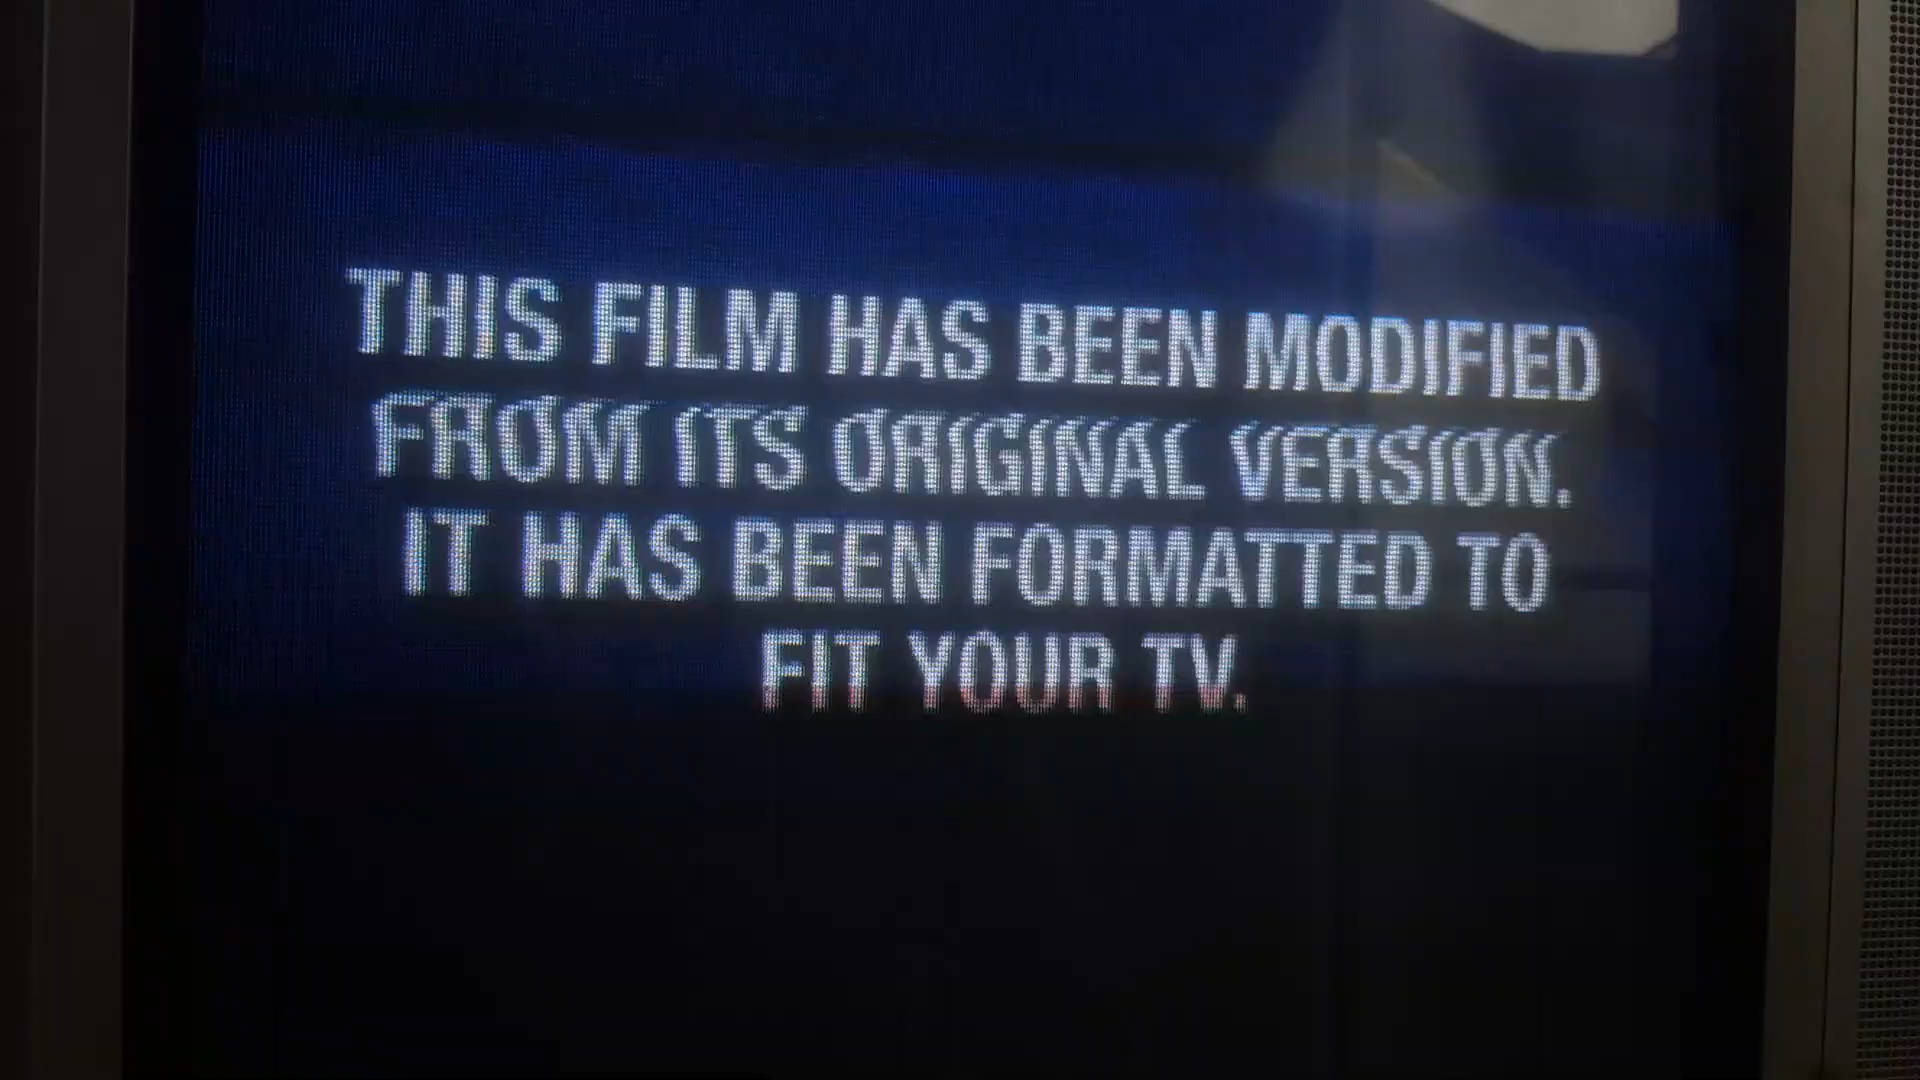 THIS FILM HAS BEEN MODIFIED
FROM ITS ORIGINAL VERSION.
IT HAS BEEN FORMATTED TO
FIT YOUR TV.